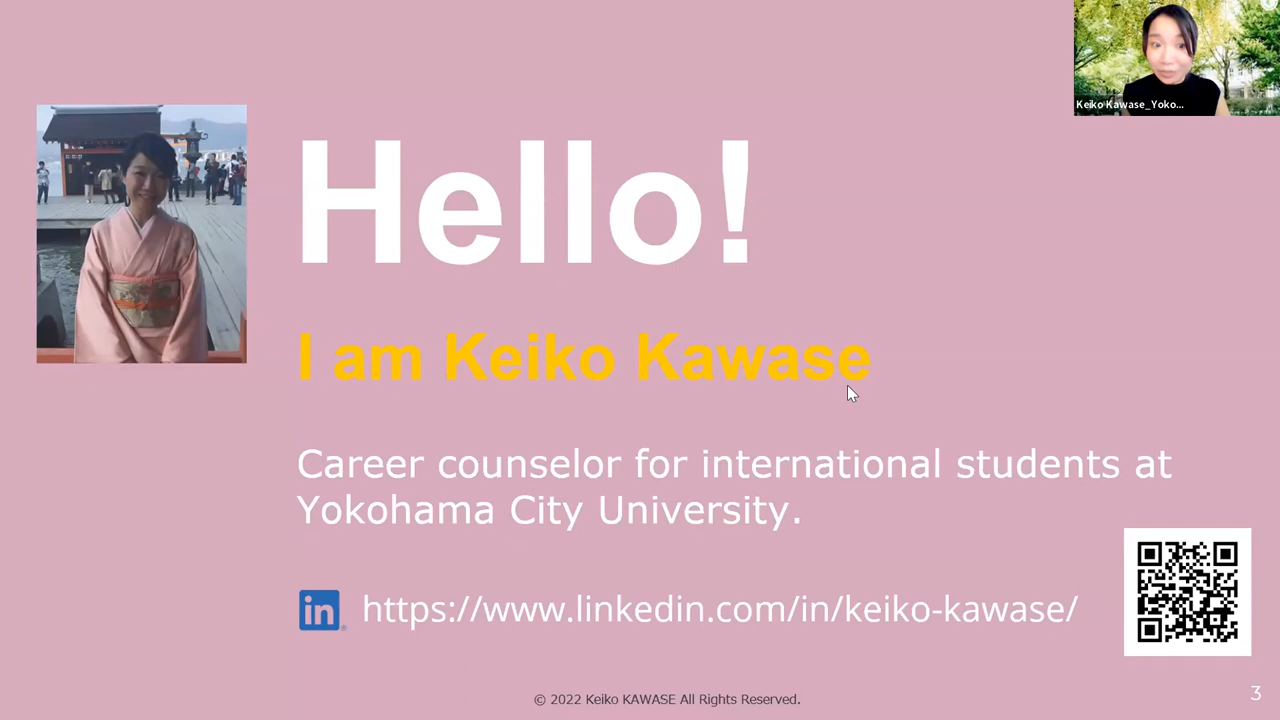 Keiko Kawase_Yoko...
Hello!
I am Keiko Kawase
Career counselor for international students at
Yokohama City University.
in
https://www.linkedin.com/in/keiko-kawase/
© 2022 Keiko KAWASE All Rights Reserved.
3